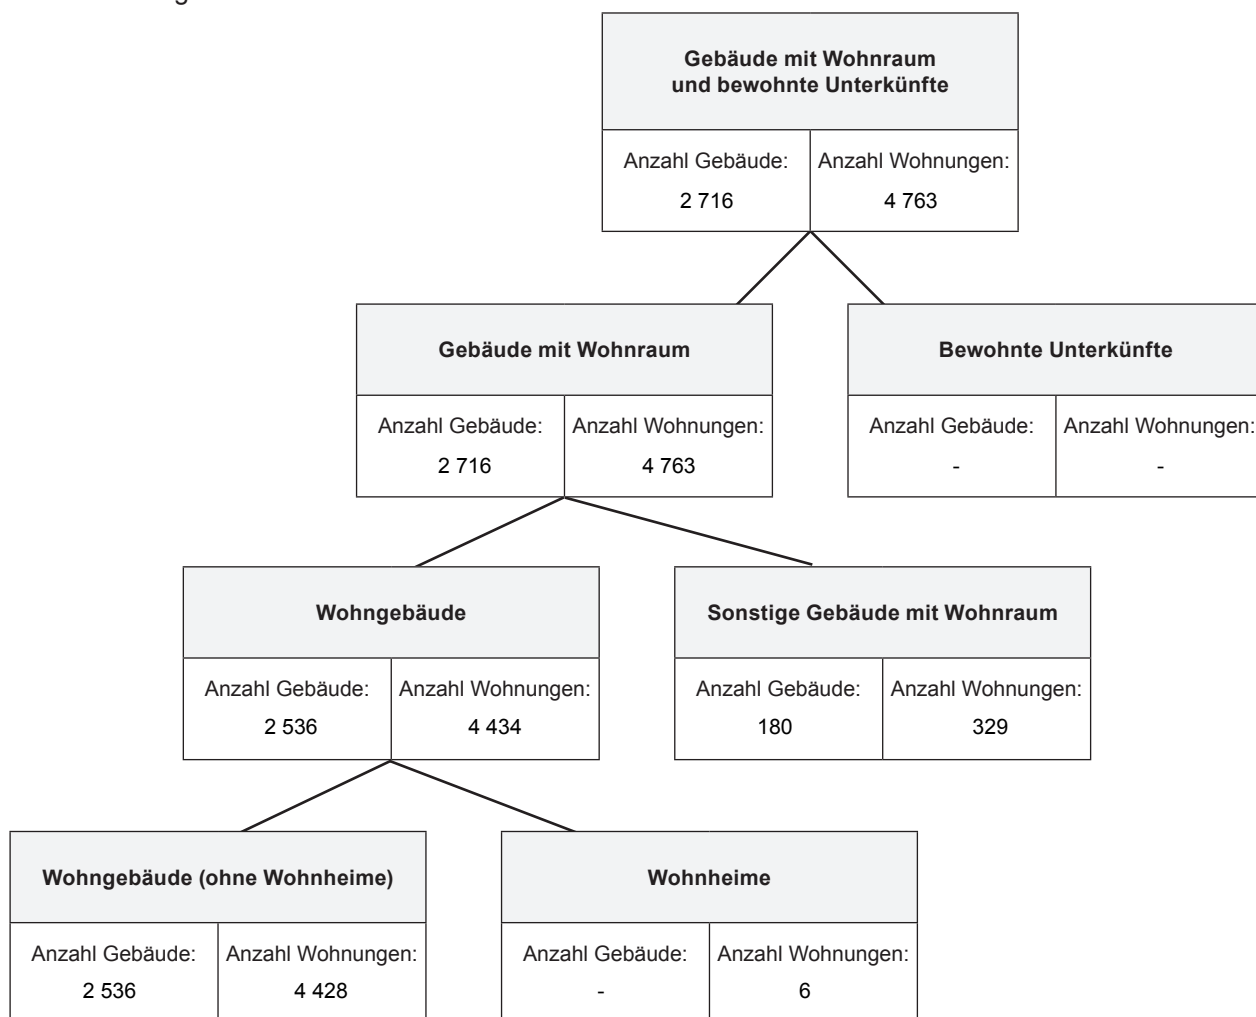 Gebäude mit Wohnraum
und bewohnte Unterkünfte
Anzahl Gebäude:
2 716
Anzahl Wohnungen:
4 763
Gebäude mit Wohnraum
Anzahl Gebäude:
2 716
Anzahl Wohnungen:
4 763
Bewohnte Unterkünfte
Anzahl Gebäude:
-
Anzahl Wohnungen:
-
Wohngebäude
Anzahl Gebäude:
2 536
Anzahl Wohnungen:
4 434
Sonstige Gebäude mit Wohnraum
Anzahl Gebäude:
180
Anzahl Wohnungen:
329
Wohngebäude (ohne Wohnheime)
Anzahl Gebäude:
2 536
Anzahl Wohnungen:
4 428
Wohnheime
Anzahl Gebäude:
-
Anzahl Wohnungen:
6